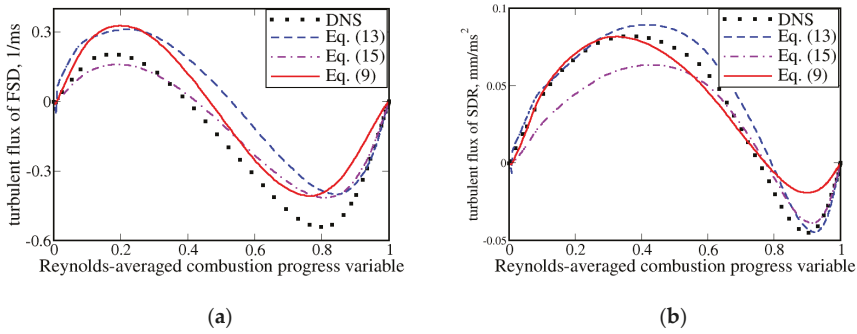 turbulent flux of FSD, 1/ms
0.3
0
-0.3
-0.6
DNS
Eq. (13)
Eq. (15)
Eq. (9)
0 0.2 0.4 0.6 0.8 1
Reynolds-averaged combustion progress variable
(a)
turbulent flux of SDR, mm/ms²
0.1
0.05
0
-0.05
DNS
Eq. (13)
Eq. (15)
Eq. (9)
0 0.2 0.4 0.6 0.8 1
Reynolds-averaged combustion progress variable
(b)